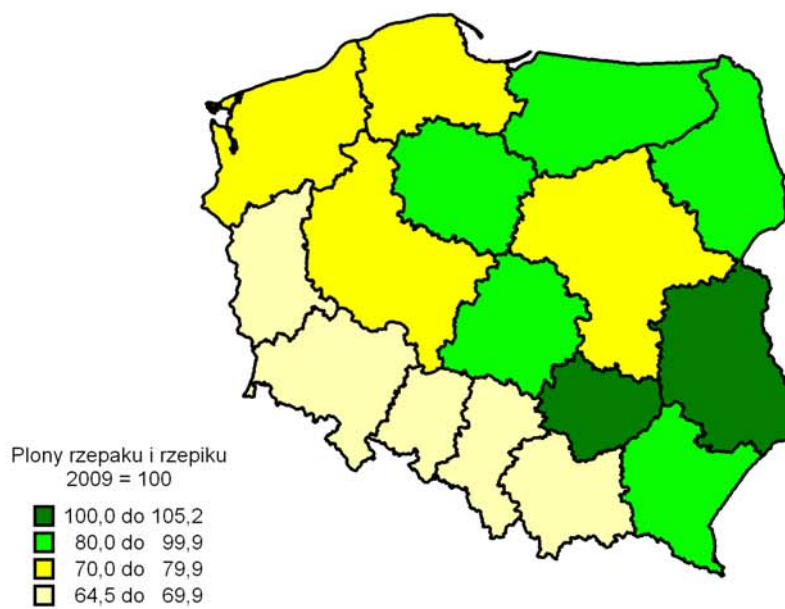 Plony rzepaku i rzepiku
2009 = 100
100,0 do 105,2
80,0 do 99,9
70,0 do 79,9
64,5 do 69,9